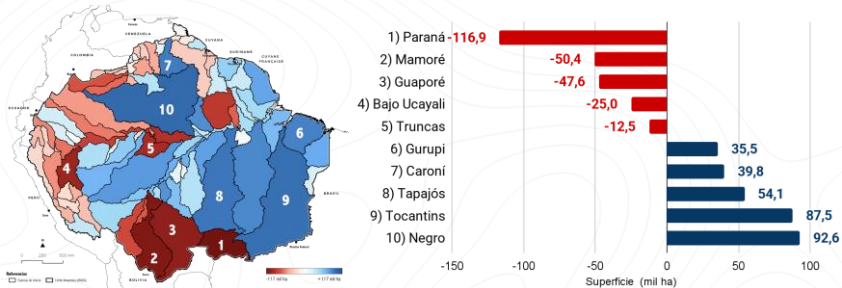 VENEZUELA
COLOMBIA
GUYANA
SURINAME
GUYANE
FRANÇAISE
ECUADOR
PERÚ
BRASIL
BOLIVIA
7
10
6
5
4
8
9
3
1
2
0 250 500 km
Referencias
-117 mil ha
+117 mil ha
1) Paraná
-116,9
2) Mamoré
-50,4
3) Guaporé
-47,6
4) Bajo Ucayali
-25,0
5) Truncas
-12,5
6) Gurupi
35,5
7) Caroní
39,8
8) Tapajós
54,1
9) Tocantins
87,5
10) Negro
92,6
-150 -100 -50 0 50 100
Superficie (mil ha)